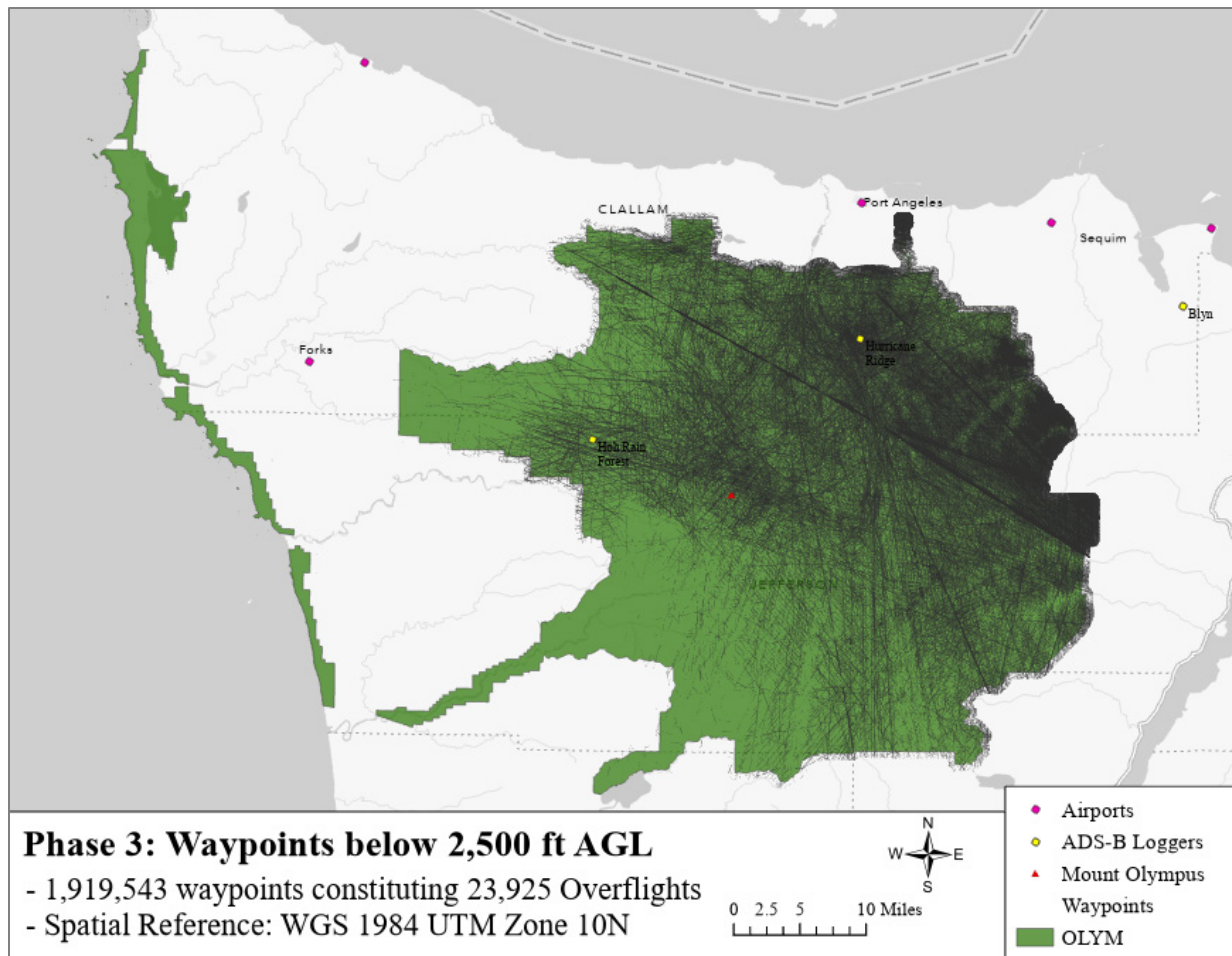 CLALLAM
Port Angeles
Sequim
Blyn
Hurricane
Ridge
Forks
Hoh Rain
Forest
JEFFERSON
Phase 3: Waypoints below 2,500 ft AGL
- 1,919,543 waypoints constituting 23,925 Overflights
- Spatial Reference: WGS 1984 UTM Zone 10N
N
W E
S
0 2.5 5 10 Miles
Airports
ADS-B Loggers
Mount Olympus
Waypoints
OLYM